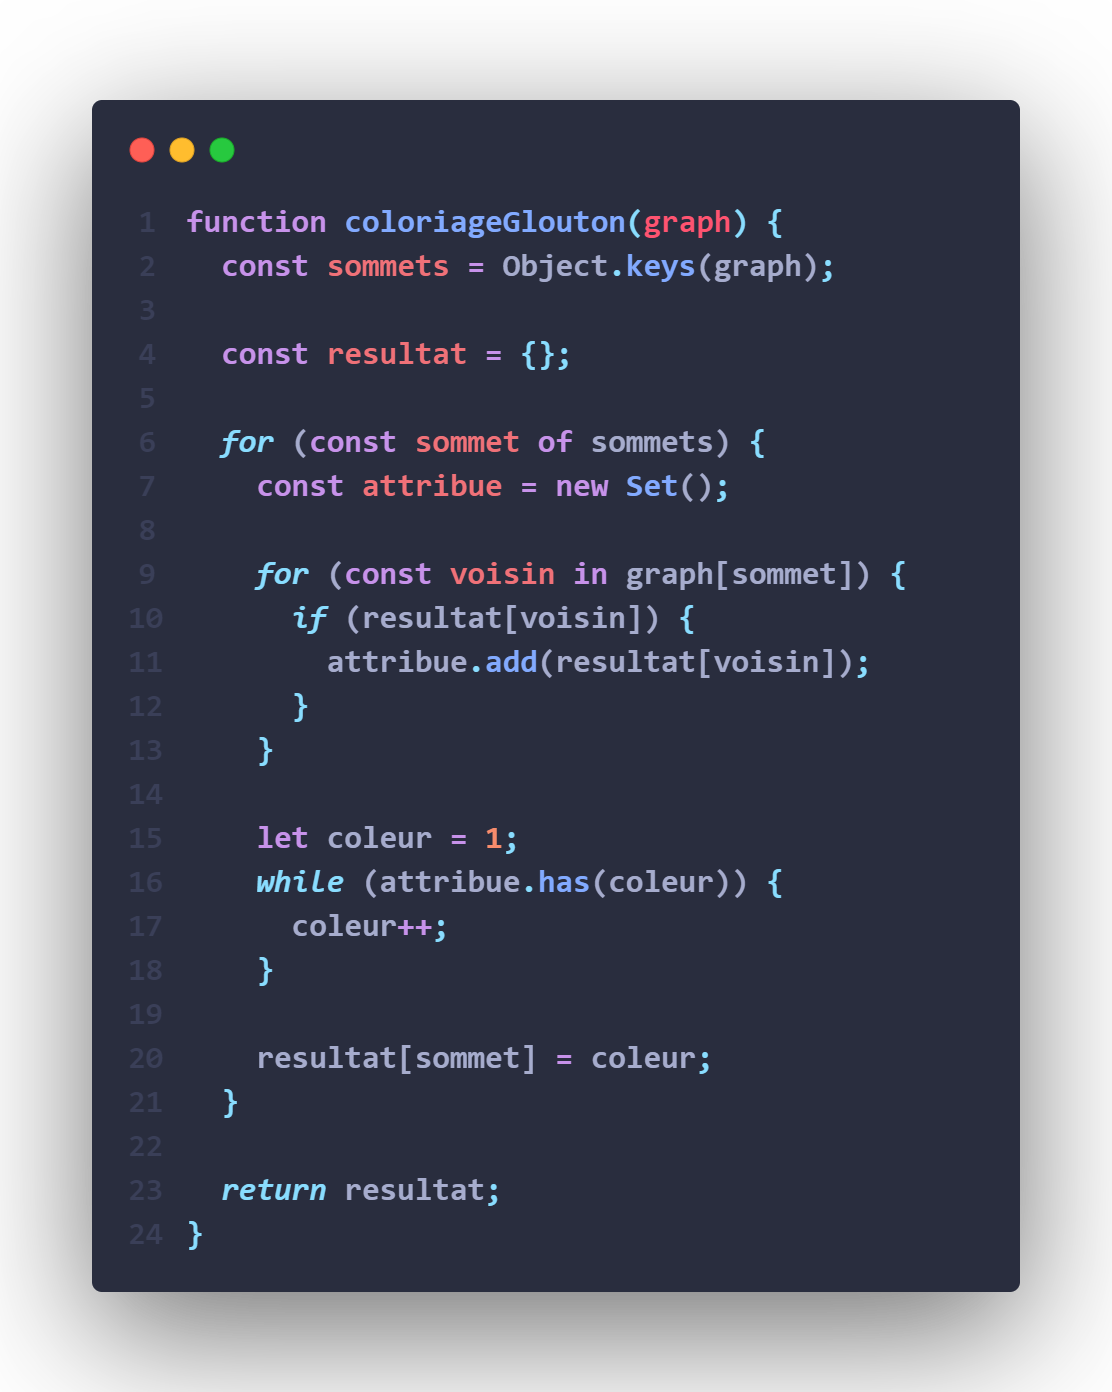 1 function coloriageGlouton(graph) {
2   const sommets = Object.keys(graph);
3
4   const resultat = {};
5
6   for (const sommet of sommets) {
7     const attribue = new Set();
8
9     for (const voisin in graph[sommet]) {
10       if (resultat[voisin]) {
11         attribue.add(resultat[voisin]);
12       }
13     }
14
15     let coleur = 1;
16     while (attribue.has(coleur)) {
17       coleur++;
18     }
19
20     resultat[sommet] = coleur;
21   }
22
23   return resultat;
24 }